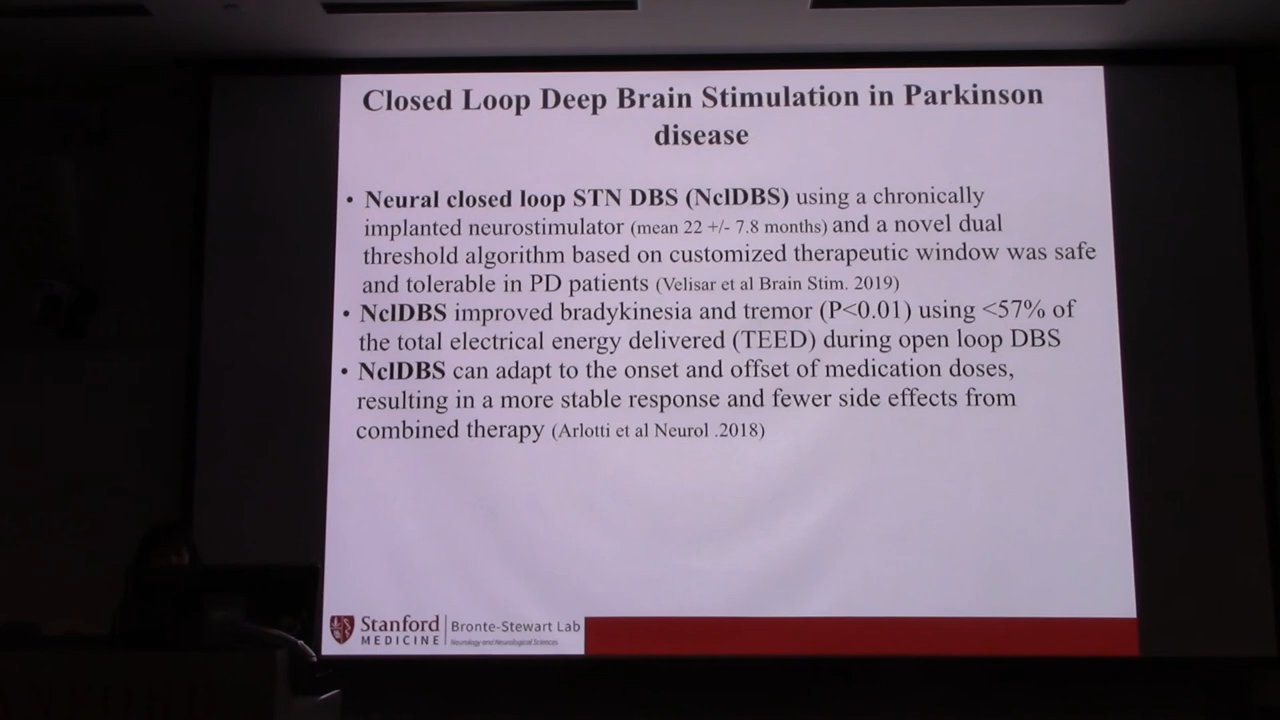 Closed Loop Deep Brain Stimulation in Parkinson
disease
• Neural closed loop STN DBS (NclDBS) using a chronically
implanted neurostimulator (mean 22 +/- 7.8 months) and a novel dual
threshold algorithm based on customized therapeutic window was safe
and tolerable in PD patients (Velisar et al Brain Stim. 2019)
• NclDBS improved bradykinesia and tremor (P<0.01) using <57% of
the total electrical energy delivered (TEED) during open loop DBS
• NclDBS can adapt to the onset and offset of medication doses,
resulting in a more stable response and fewer side effects from
combined therapy (Arlotti et al Neurol .2018)
Stanford
MEDICINE
Bronte-Stewart Lab
Neurology and Neurological Sciences